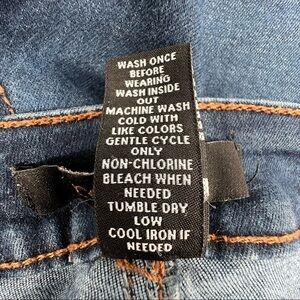 WASH ONCE
BEFORE
WEARING
WASH INSIDE
OUT
MACHINE WASH
COLD WITH
LIKE COLORS
GENTLE CYCLE
ONLY
NON-CHLORINE
BLEACH WHEN
NEEDED
TUMBLE DRY
LOW
COOL IRON IF
NEEDED